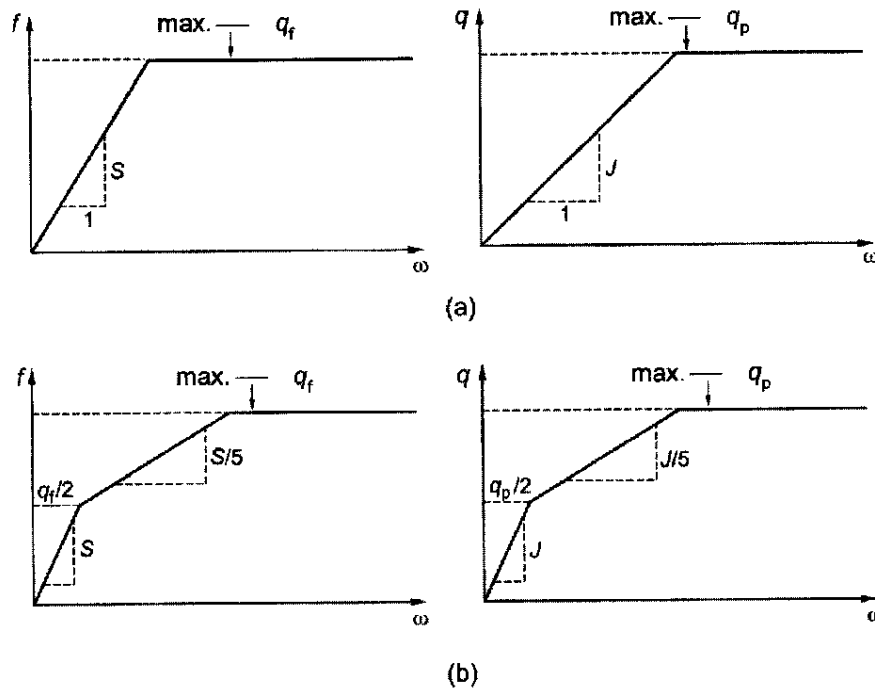 f
max. — q_f
S
1
ω
q
max. — q_p
J
1
ω
(a)
f
max. — q_f
q_f/2
S/5
S
ω
q
max. — q_p
q_p/2
J/5
J
ω
(b)